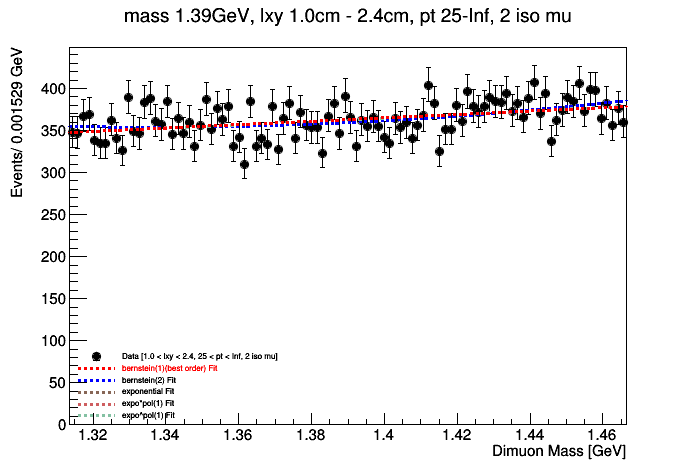 mass 1.39GeV, lxy 1.0cm - 2.4cm, pt 25-Inf, 2 iso mu
Events/ 0.001529 GeV
400
350
300
250
200
150
100
50
0
Data [1.0 < lxy < 2.4, 25 < pt < Inf, 2 iso mu]
bernstein(1)(best order) Fit
bernstein(2) Fit
exponential Fit
expo*pol(1) Fit
expo*pol(1) Fit
1.32 1.34 1.36 1.38 1.4 1.42 1.44 1.46
Dimuon Mass [GeV]